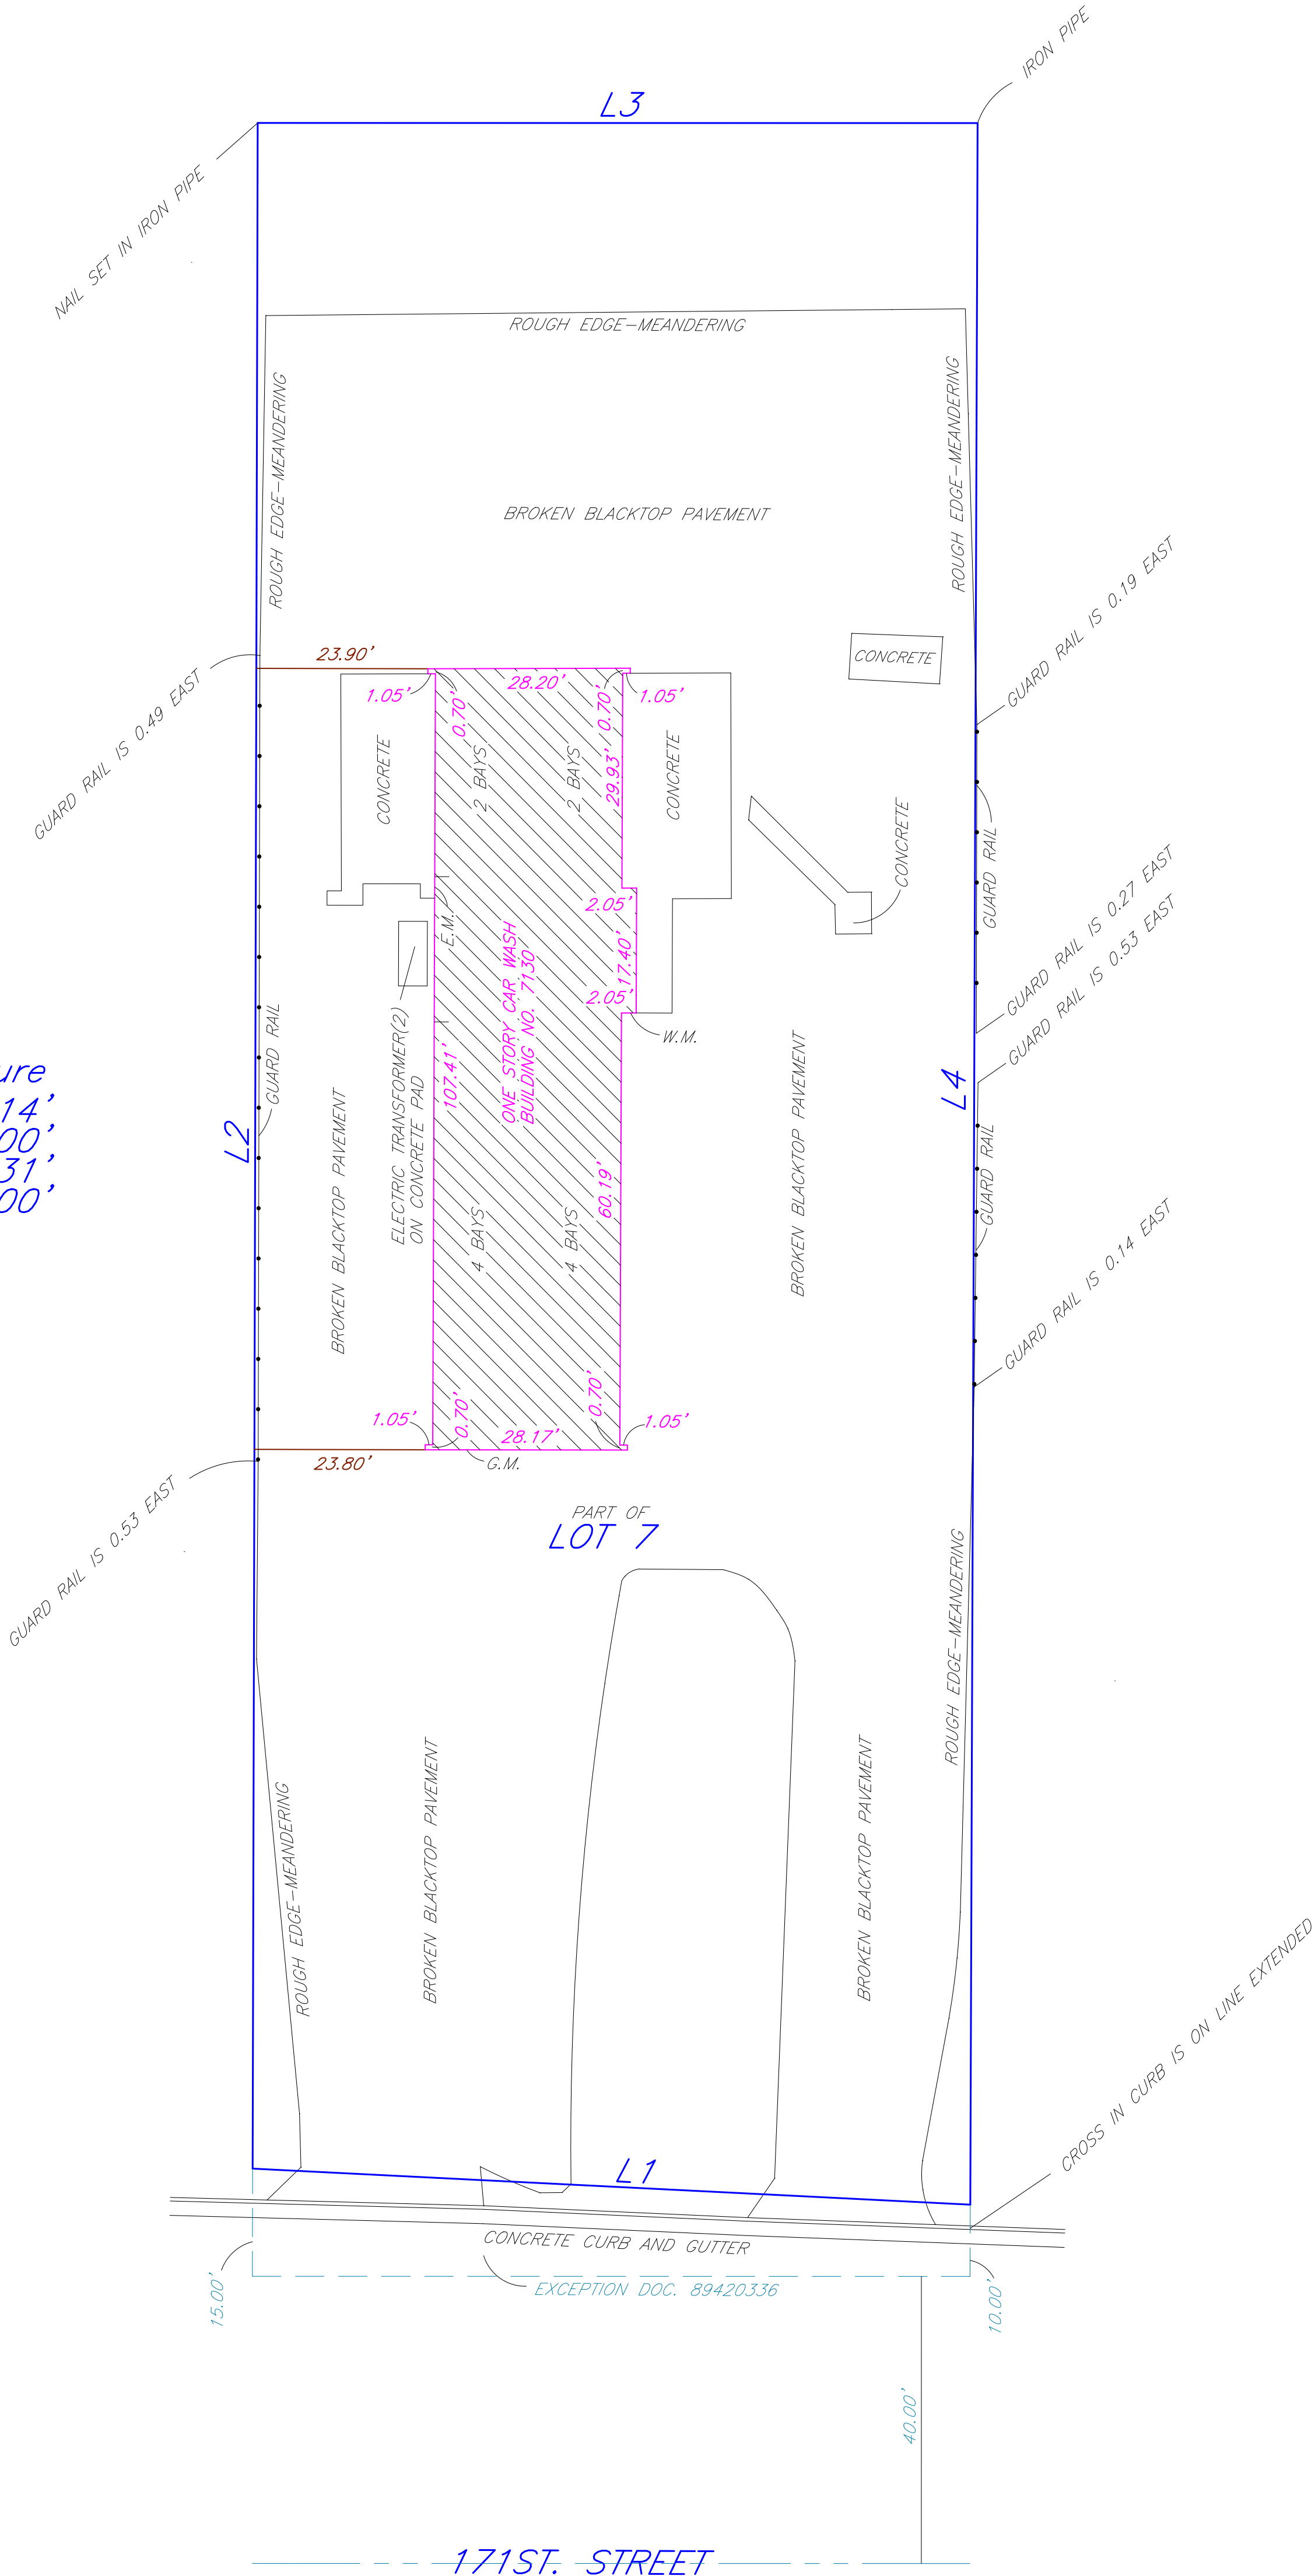 IRON PIPE
L3
NAIL SET IN IRON PIPE
ROUGH EDGE-MEANDERING
ROUGH EDGE-MEANDERING
ROUGH EDGE-MEANDERING
BROKEN BLACKTOP PAVEMENT
GUARD RAIL IS 0.19 EAST
GUARD RAIL IS 0.49 EAST
23.90'
28.20'
1.05'
0.70'
0.70'
1.05'
CONCRETE
CONCRETE
2 BAYS
2 BAYS
29.93'
CONCRETE
CONCRETE
GUARD RAIL
GUARD RAIL IS 0.27 EAST
GUARD RAIL IS 0.53 EAST
2.05'
17.40'
2.05'
E.M.
W.M.
ONE STORY CAR WASH
BUILDING NO. 7130
ELECTRIC TRANSFORMER(2)
ON CONCRETE PAD
GUARD RAIL
107.41'
BROKEN BLACKTOP PAVEMENT
BROKEN BLACKTOP PAVEMENT
L2
L4
ure
14'
00'
31'
00'
GUARD RAIL
60.19'
4 BAYS
4 BAYS
GUARD RAIL IS 0.14 EAST
1.05'
0.70'
0.70'
1.05'
28.17'
G.M.
23.80'
GUARD RAIL IS 0.53 EAST
PART OF
LOT 7
ROUGH EDGE-MEANDERING
ROUGH EDGE-MEANDERING
BROKEN BLACKTOP PAVEMENT
BROKEN BLACKTOP PAVEMENT
CROSS IN CURB IS ON LINE EXTENDED
L1
CONCRETE CURB AND GUTTER
EXCEPTION DOC. 89420336
15.00'
10.00'
40.00'
171ST. STREET